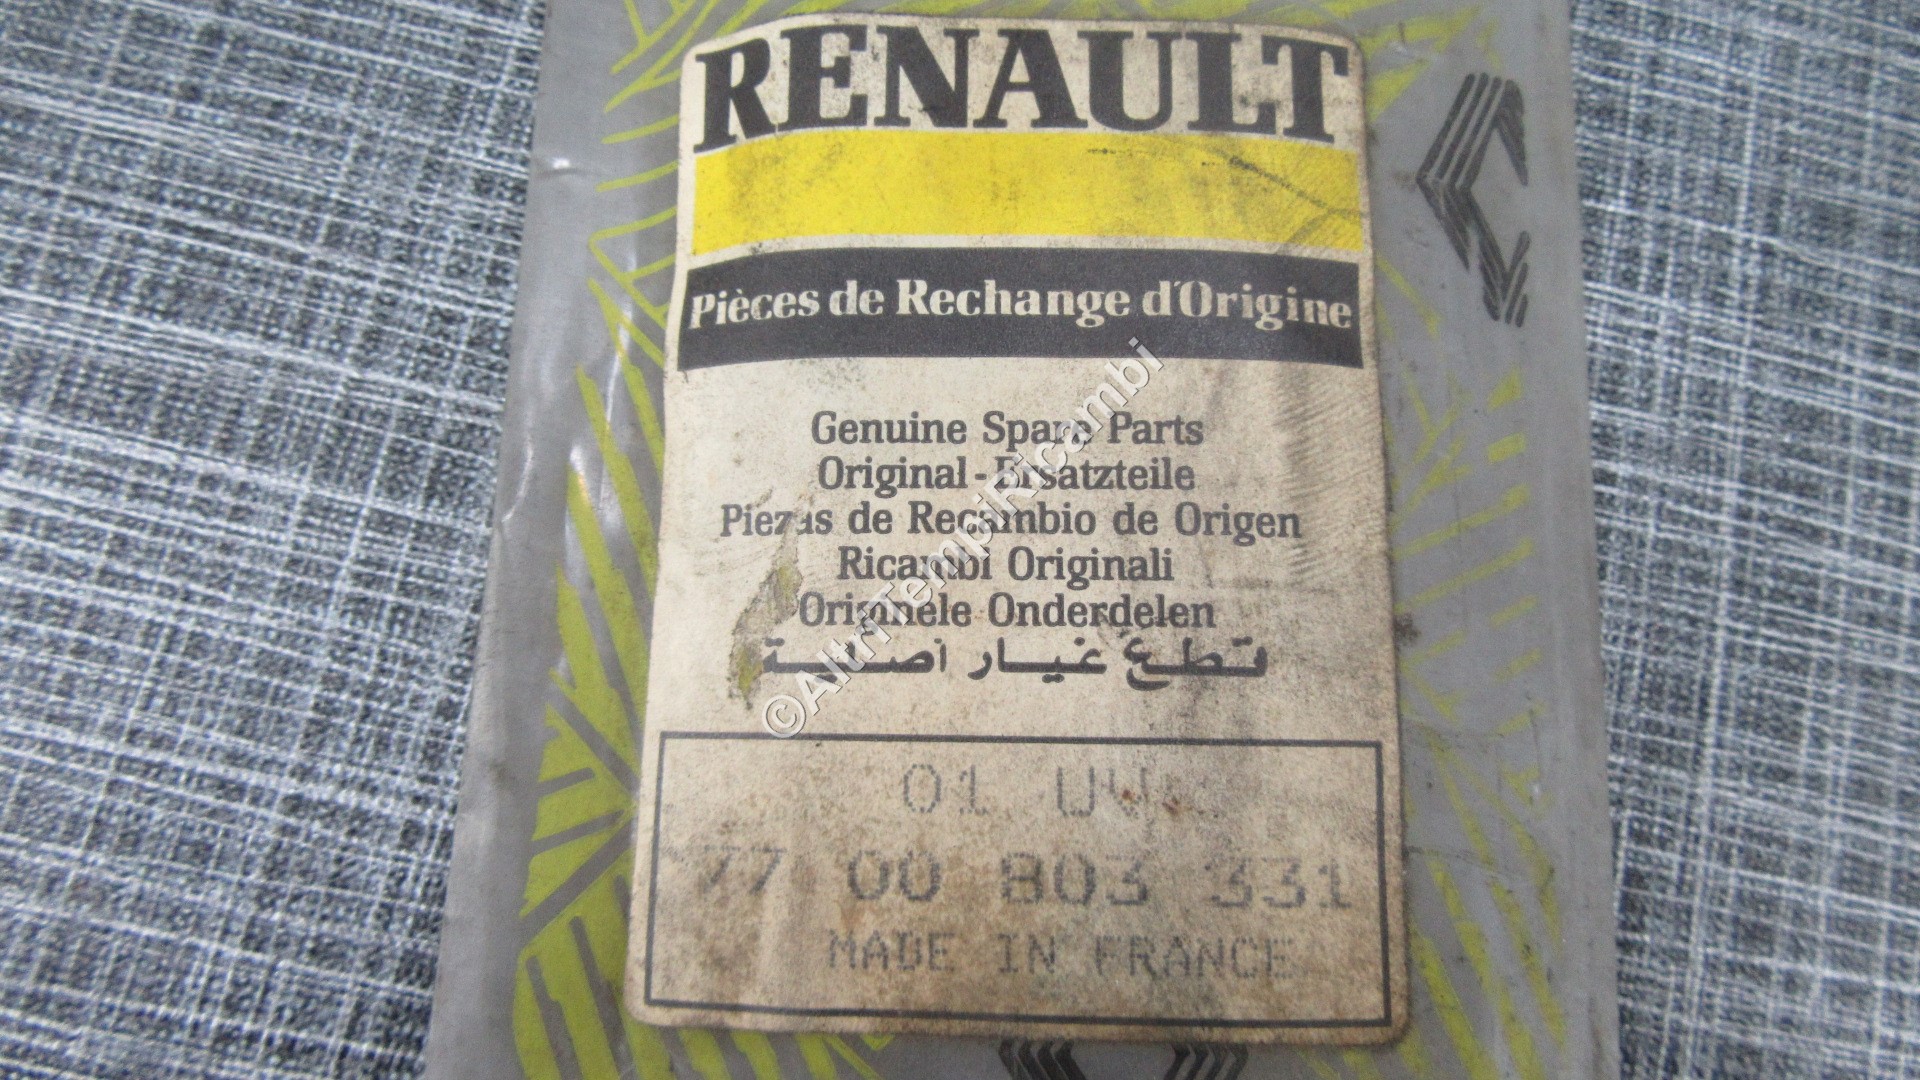 RENAULT
Pièces de Rechange d'Origine
Genuine Spare Parts
Original-Ersatzteile
Piezas de Recambio de Origen
Ricambi Originali
Originele Onderdelen
قطع غيار أصلية
©AltriTempiRicambi
01 UV
77 00 803 331
MADE IN FRANCE